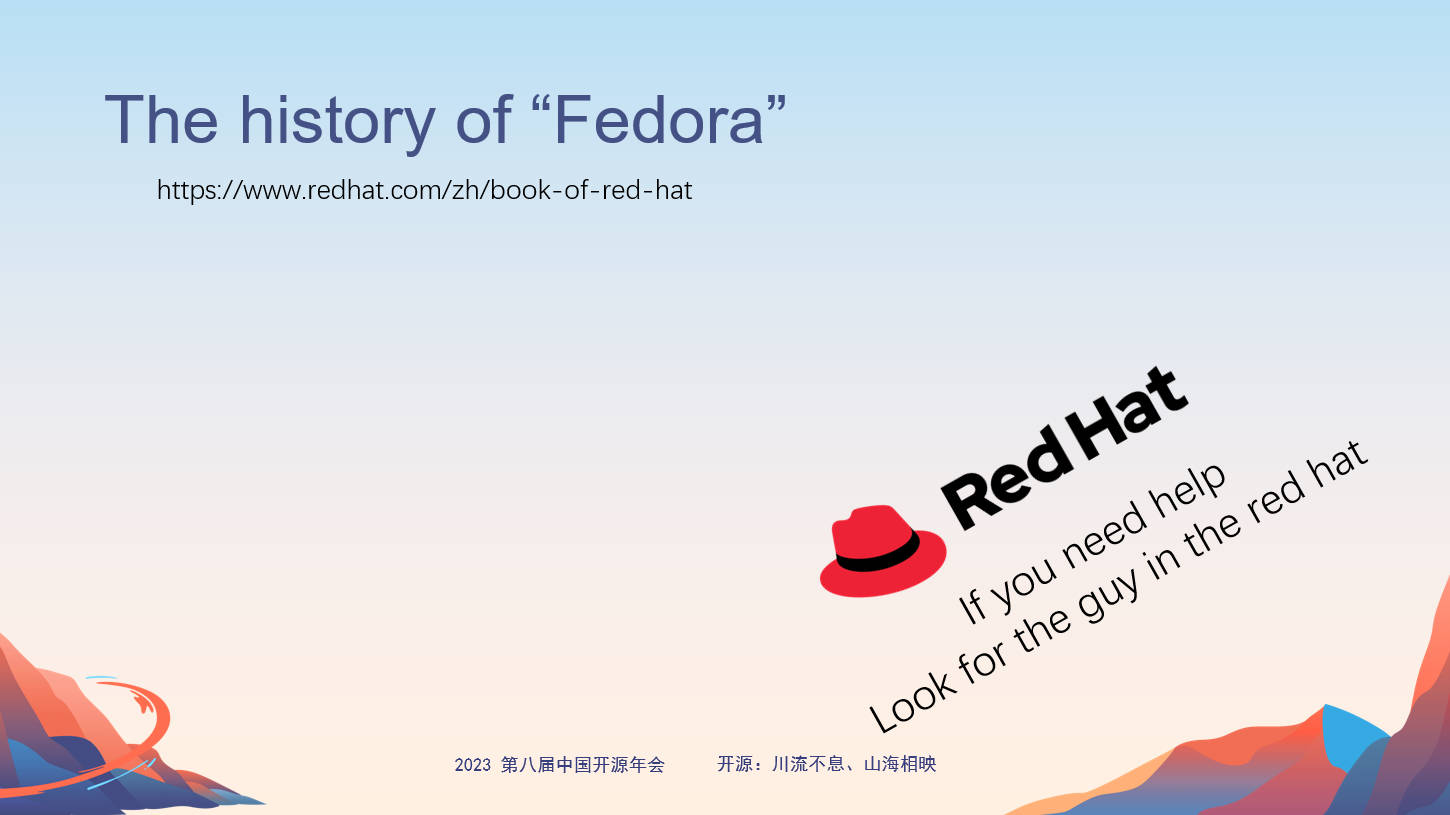 The history of “Fedora”
https://www.redhat.com/zh/book-of-red-hat
Red Hat
If you need help
Look for the guy in the red hat
2023 第八届中国开源年会
开源：川流不息、山海相映